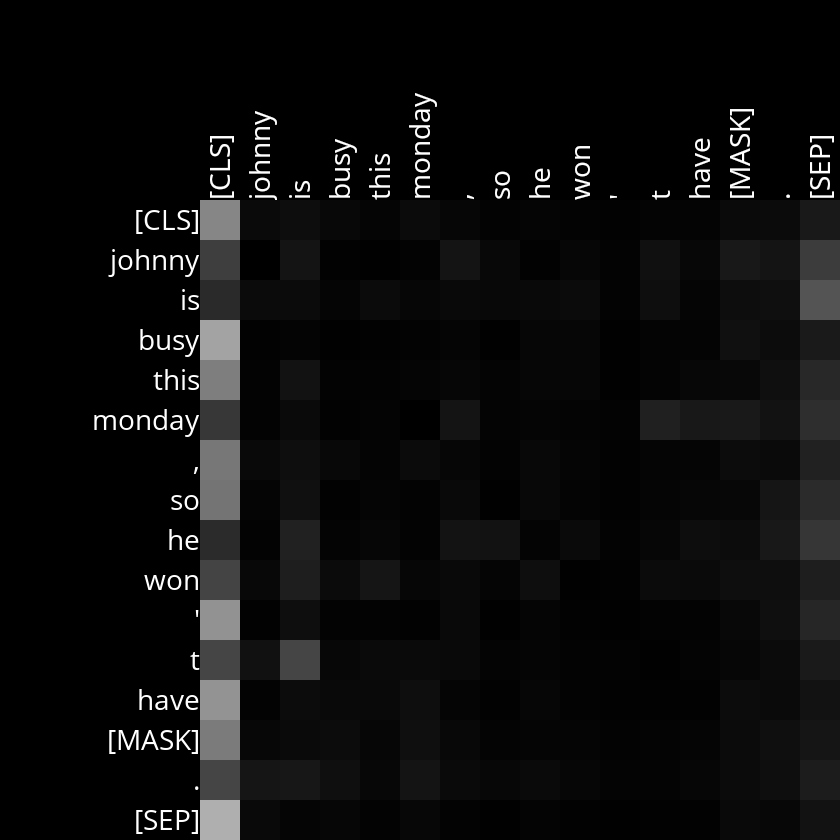 [CLS] johnny is busy this monday , so he won ' t have [MASK] . [SEP]
[CLS]
johnny
is
busy
this
monday
,
so
he
won
'
t
have
[MASK]
.
[SEP]